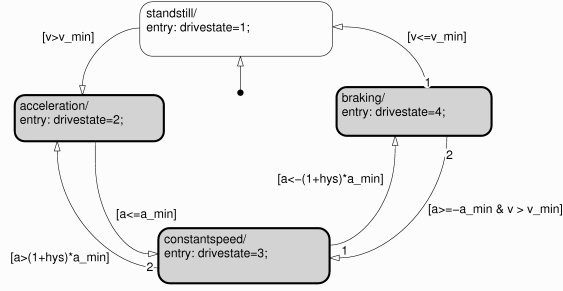 standstill/
entry: drivestate=1;
[v>v_min]
[v<=v_min]
1
acceleration/
entry: drivestate=2;
braking/
entry: drivestate=4;
2
[a<-(1+hys)*a_min]
[a<=a_min]
[a>=-a_min & v > v_min]
constantspeed/
entry: drivestate=3;
1
[a>(1+hys)*a_min]
2